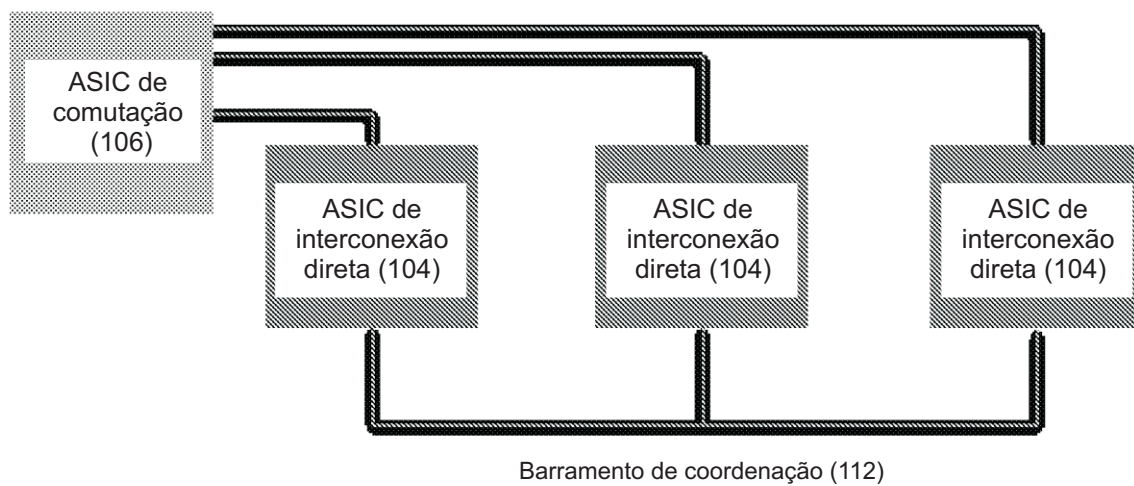 ASIC de
comutação
(106)
ASIC de
interconexão
direta (104)
ASIC de
interconexão
direta (104)
ASIC de
interconexão
direta (104)
Barramento de coordenação (112)